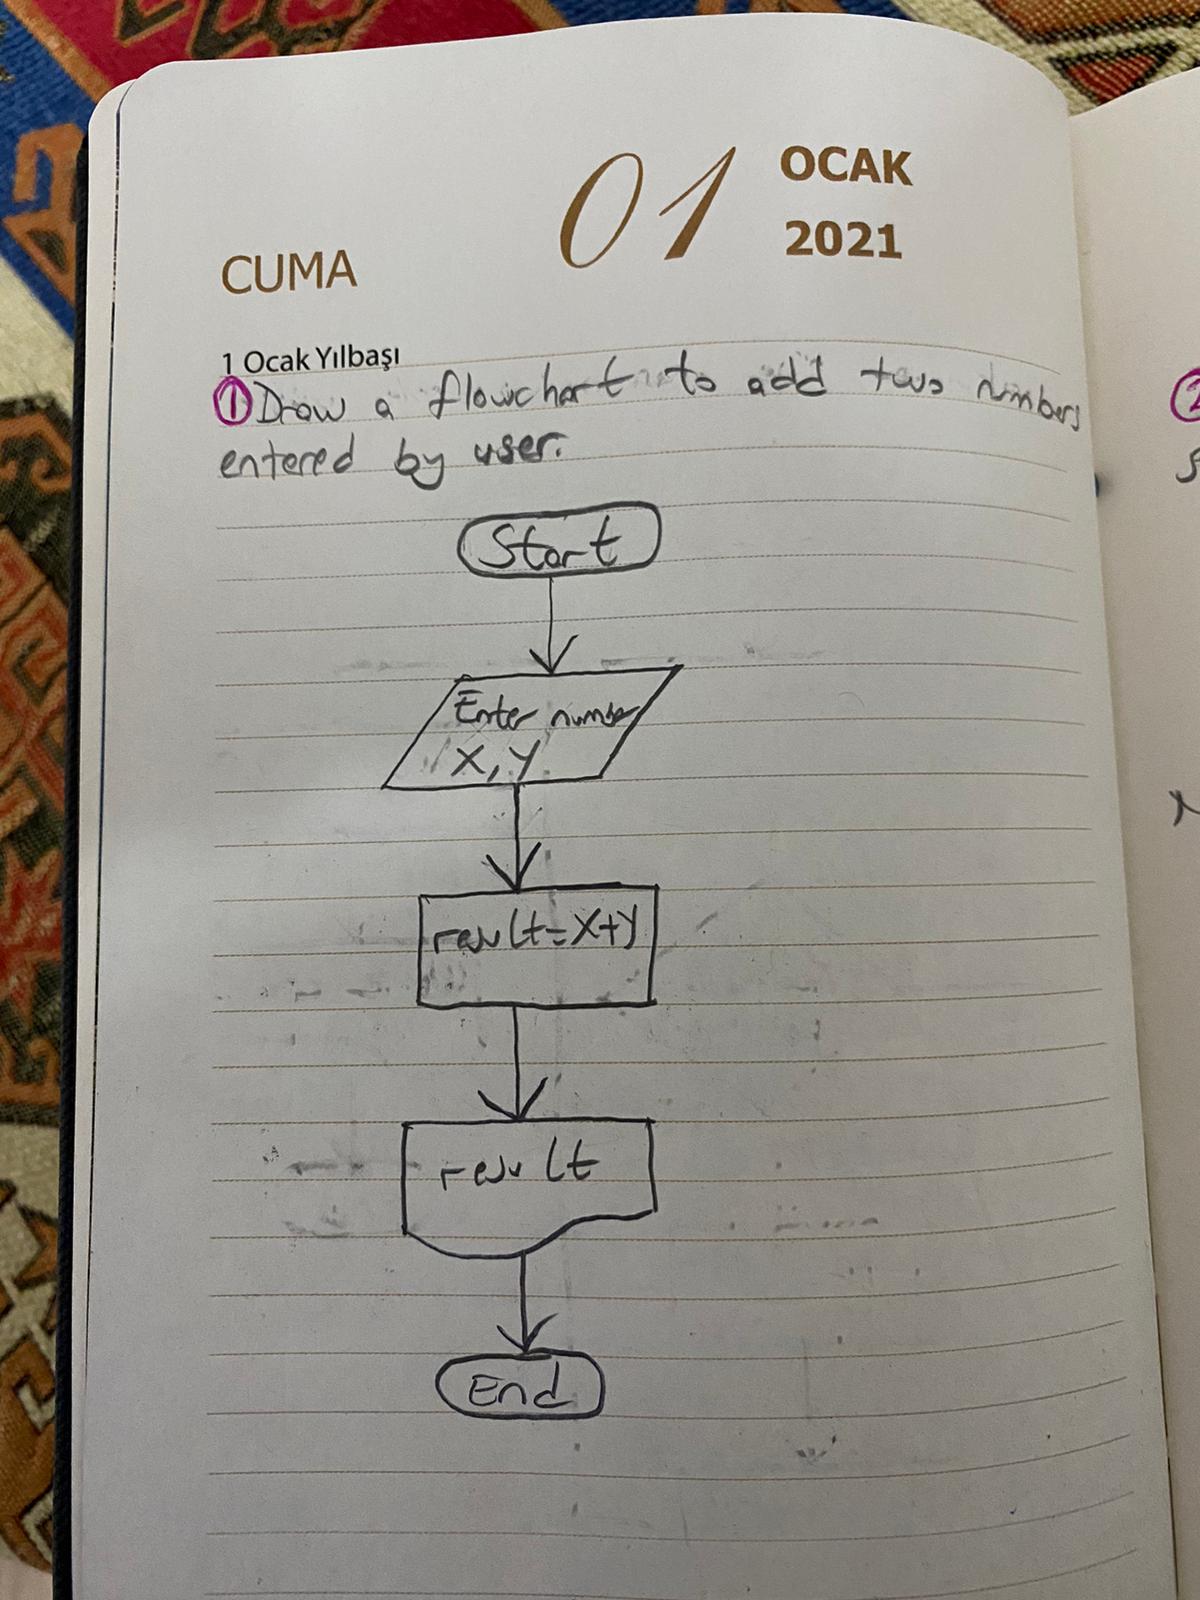 01 OCAK
2021
CUMA
1 Ocak Yılbaşı
① Draw a flowchart to add two numbers
entered by user.
Start
Enter number
X, Y
result=X+Y
result
End
2